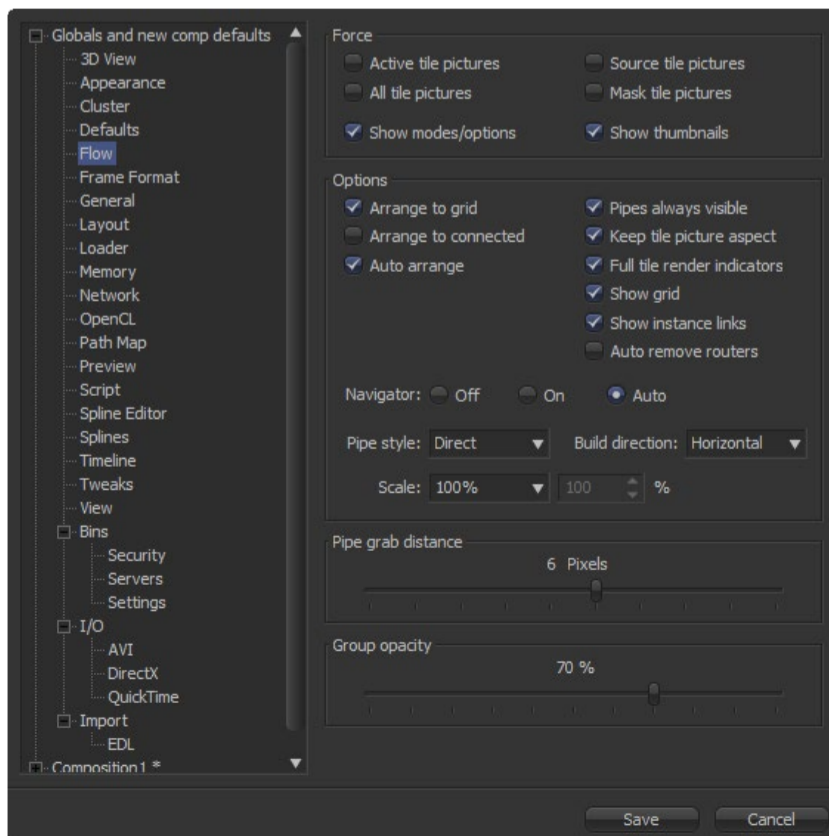 Globals and new comp defaults
3D View
Appearance
Cluster
Defaults
Flow
Frame Format
General
Layout
Loader
Memory
Network
OpenCL
Path Map
Preview
Script
Spline Editor
Splines
Timeline
Tweaks
View
Bins
Security
Servers
Settings
I/O
AVI
DirectX
QuickTime
Import
EDL
Composition1 *
Force
Active tile pictures
Source tile pictures
All tile pictures
Mask tile pictures
Show modes/options
Show thumbnails
Options
Arrange to grid
Pipes always visible
Arrange to connected
Keep tile picture aspect
Auto arrange
Full tile render indicators
Show grid
Show instance links
Auto remove routers
Navigator: Off On Auto
Pipe style: Direct Build direction: Horizontal
Scale: 100% 100 %
Pipe grab distance
6 Pixels
Group opacity
70 %
Save Cancel